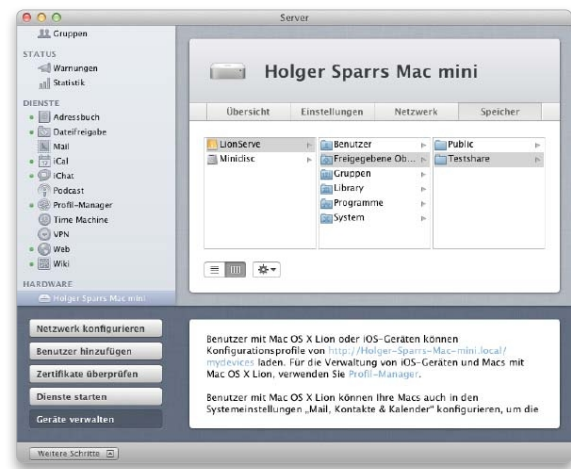 Server
Gruppen
STATUS
Warnungen
Statistik
DIENSTE
Adressbuch
Dateifreigabe
Mail
iCal
iChat
Podcast
Profil-Manager
Time Machine
VPN
Web
Wiki
HARDWARE
Holger Sparrs Mac mini
Holger Sparrs Mac mini
Übersicht
Einstellungen
Netzwerk
Speicher
LionServe
Minidisc
Benutzer
Freigegebene Ob...
Gruppen
Library
Programme
System
Public
Testshare
Netzwerk konfigurieren
Benutzer hinzufügen
Zertifikate überprüfen
Dienste starten
Geräte verwalten
Benutzer mit Mac OS X Lion oder iOS-Geräten können
Konfigurationsprofile von http://Holger-Sparrs-Mac-mini.local/
mydevices laden. Für die Verwaltung von iOS-Geräten und Macs mit
Mac OS X Lion, verwenden Sie Profil-Manager.
Benutzer mit Mac OS X Lion können Ihre Macs auch in den
Systemeinstellungen „Mail, Kontakte & Kalender“ konfigurieren, um die
Weitere Schritte